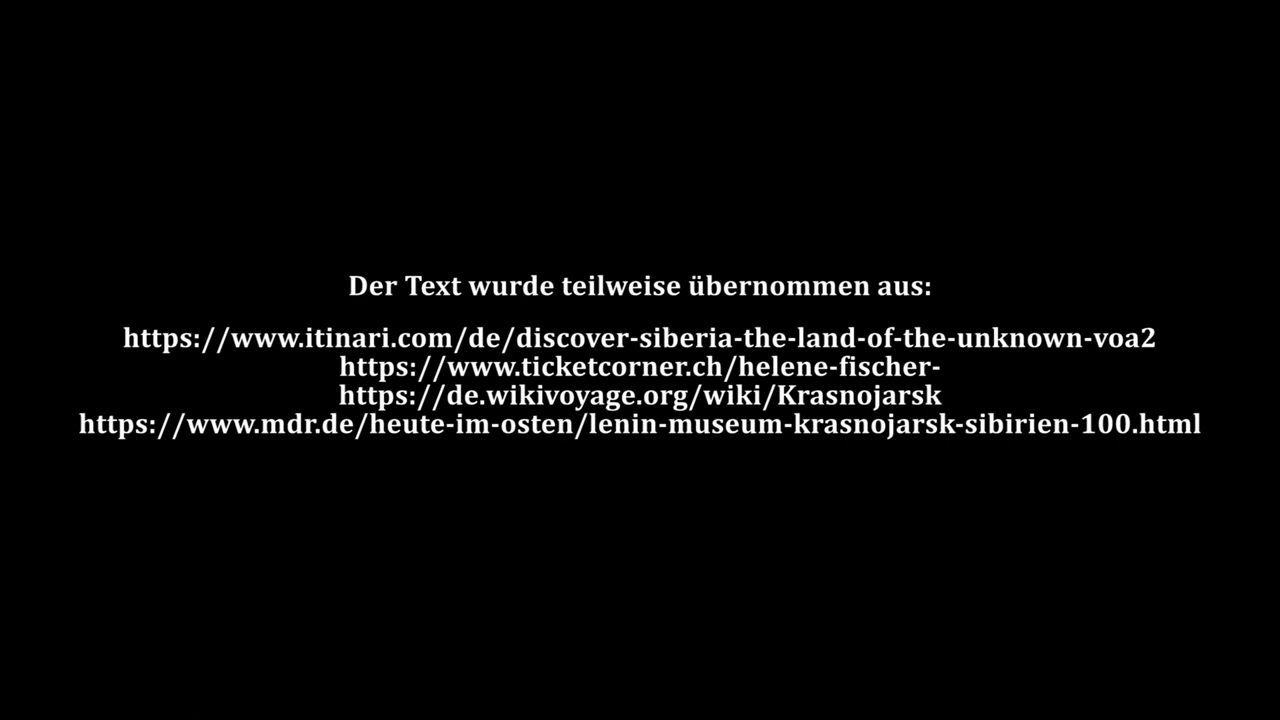 Der Text wurde teilweise übernommen aus:
https://www.itinari.com/de/discover-siberia-the-land-of-the-unknown-voa2
https://www.ticketcorner.ch/helene-fischer-
https://de.wikivoyage.org/wiki/Krasnojarsk
https://www.mdr.de/heute-im-osten/lenin-museum-krasnojarsk-sibirien-100.html